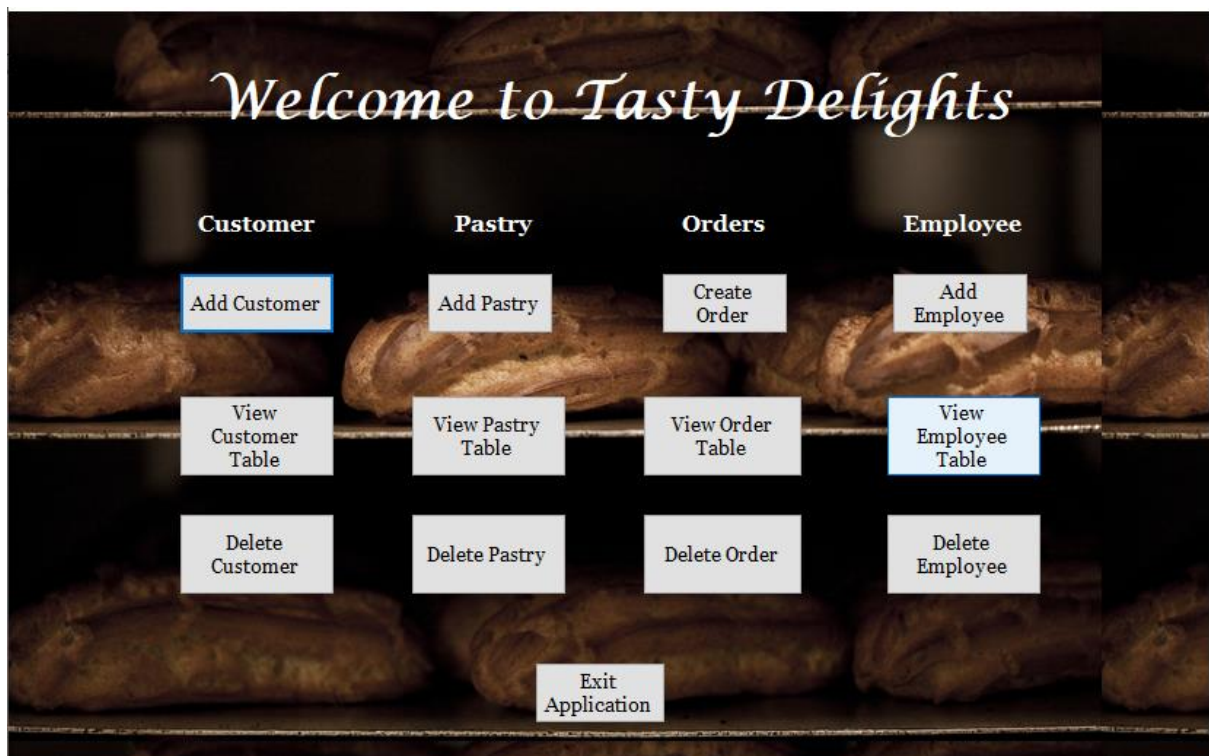 Welcome to Tasty Delights
Customer
Pastry
Orders
Employee
Add Customer
Add Pastry
Create
Order
Add
Employee
View
Customer
Table
View Pastry
Table
View Order
Table
View
Employee
Table
Delete
Customer
Delete Pastry
Delete Order
Delete
Employee
Exit
Application